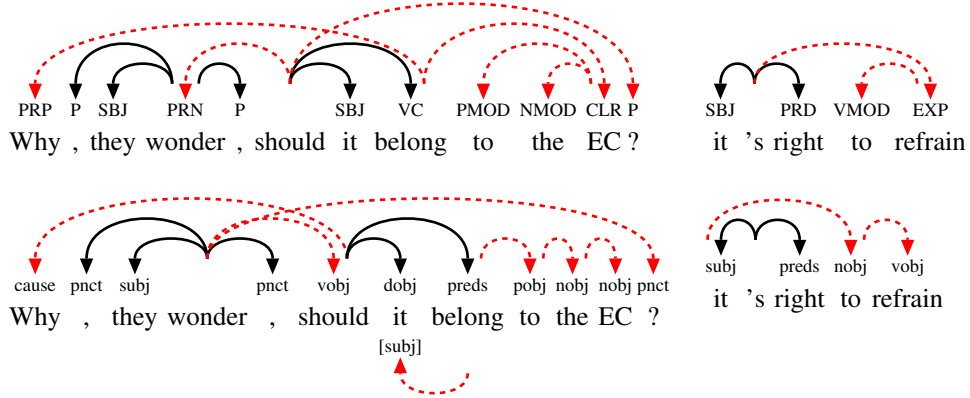 PRP P SBJ PRN P SBJ VC PMOD NMOD CLR P
Why , they wonder , should it belong to the EC ?
SBJ PRD VMOD EXP
it 's right to refrain
cause pnct subj pnct vobj dobj preds pobj nobj nobj pnct
Why , they wonder , should it belong to the EC ?
[subj]
subj preds nobj vobj
it 's right to refrain